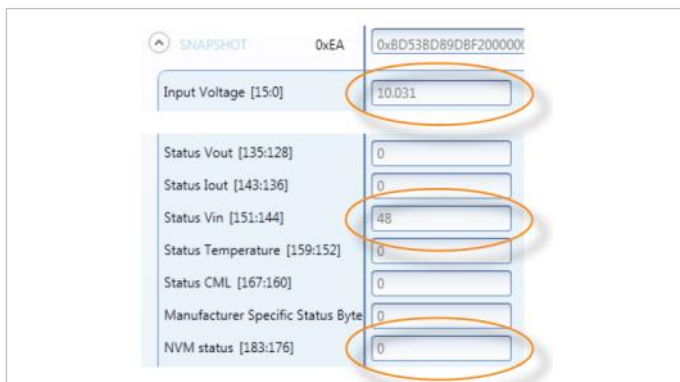 SNAPSHOT 0xEA 0xBD53BD89DBF2000000
Input Voltage [15:0] 10.031
Status Vout [135:128] 0
Status Iout [143:136] 0
Status Vin [151:144] 48
Status Temperature [159:152] 0
Status CML [167:160] 0
Manufacturer Specific Status Byte 0
NVM status [183:176] 0